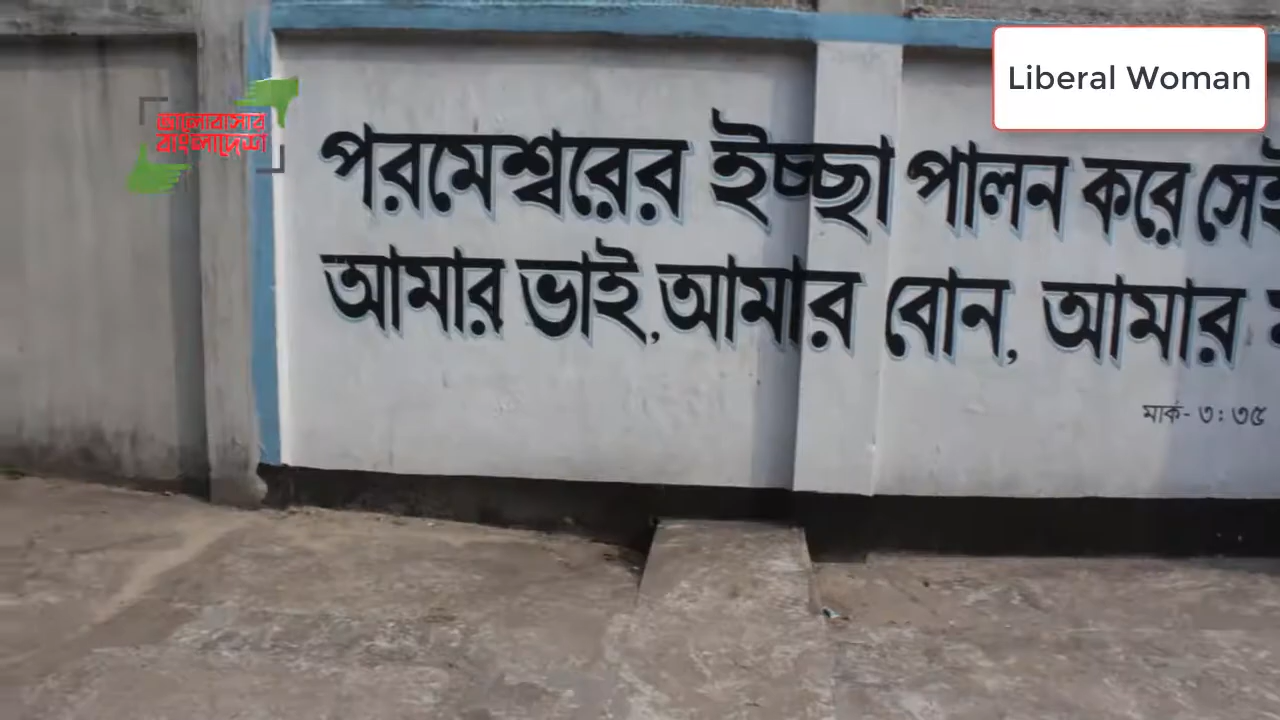 Liberal Woman
ভালোবাসার
বাংলাদেশ
পরমেশ্বরের ইচ্ছা পালন করে সেই
আমার ভাই, আমার বোন, আমার
মার্ক- ৩ : ৩৫